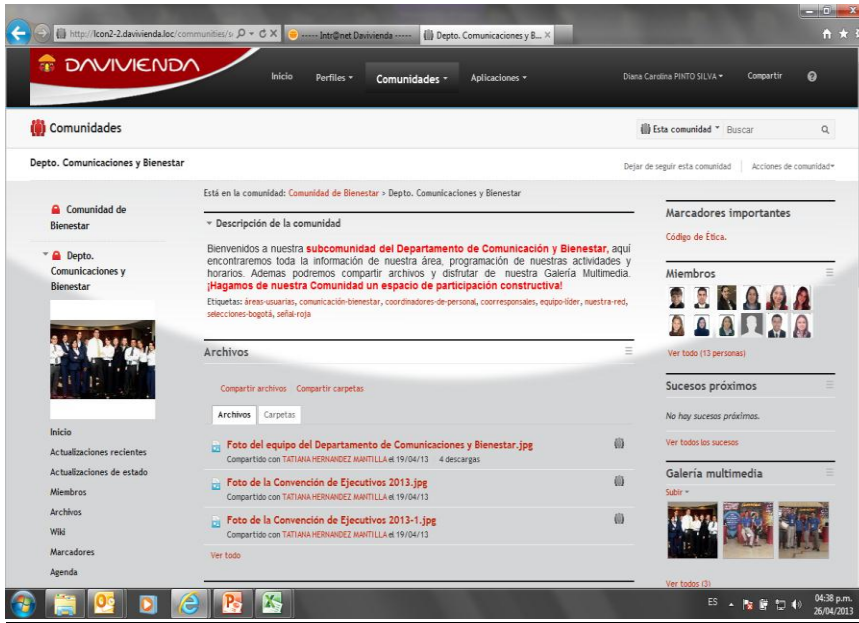 http://lcon2-2.davivienda.loc/communities/s
----- Intr@net Davivienda -----
Depto. Comunicaciones y B...
DAVIVIENDA
Inicio
Perfiles
Comunidades
Aplicaciones
Diana Carolina PINTO SILVA
Compartir
Comunidades
Esta comunidad
Buscar
Depto. Comunicaciones y Bienestar
Dejar de seguir esta comunidad
Acciones de comunidad
Comunidad de
Bienestar
Depto.
Comunicaciones y
Bienestar
Inicio
Actualizaciones recientes
Actualizaciones de estado
Miembros
Archivos
Wiki
Marcadores
Agenda
Está en la comunidad: Comunidad de Bienestar > Depto. Comunicaciones y Bienestar
Descripción de la comunidad
Bienvenidos a nuestra subcomunidad del Departamento de Comunicación y Bienestar, aquí
encontraremos toda la información de nuestra área, programación de nuestras actividades y
horarios. Ademas podremos compartir archivos y disfrutar de nuestra Galería Multimedia.
¡Hagamos de nuestra Comunidad un espacio de participación constructiva!
Etiquetas: áreas-usuarias, comunicación-bienestar, coordinadores-de-personal, coorresponsales, equipo-líder, nuestra-red,
selecciones-bogotá, señal-roja
Archivos
Compartir archivos Compartir carpetas
Archivos Carpetas
Foto del equipo del Departamento de Comunicaciones y Bienestar.jpg
Compartido con TATIANA HERNANDEZ MANTILLA el 19/04/13 4 descargas
Foto de la Convención de Ejecutivos 2013.jpg
Compartido con TATIANA HERNANDEZ MANTILLA el 19/04/13
Foto de la Convención de Ejecutivos 2013-1.jpg
Compartido con TATIANA HERNANDEZ MANTILLA el 19/04/13
Ver todo
Marcadores importantes
Código de Ética.
Miembros
Ver todo (13 personas)
Sucesos próximos
No hay sucesos próximos.
Ver todos los sucesos
Galería multimedia
Subir
Ver todos (3)
ES
04:38 p.m.
26/04/2013